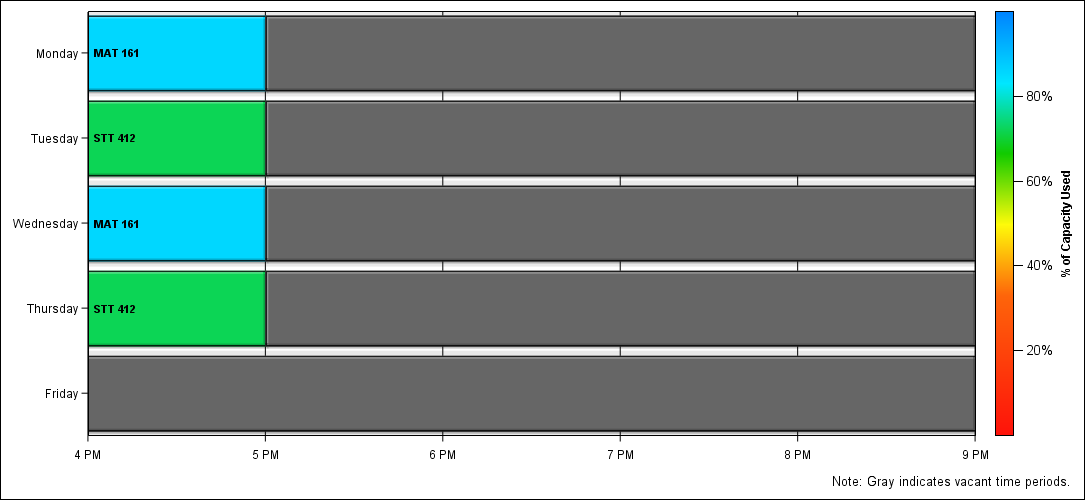 Monday
MAT 161
Tuesday
STT 412
Wednesday
MAT 161
Thursday
STT 412
Friday
4 PM 5 PM 6 PM 7 PM 8 PM 9 PM
80%
60%
40%
20%
% of Capacity Used
Note: Gray indicates vacant time periods.